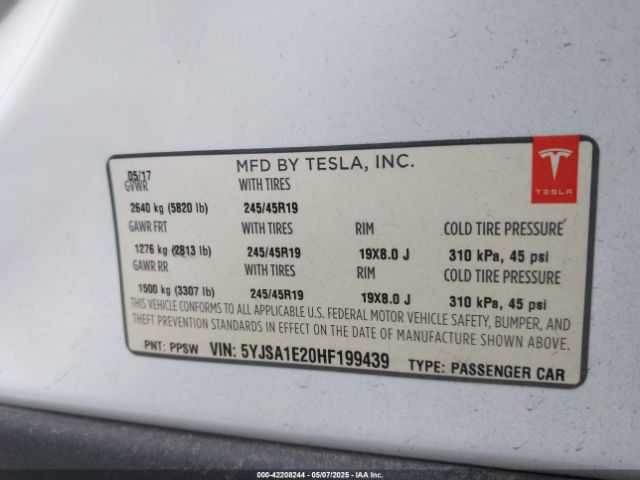 MFD BY TESLA, INC.
TESLA
05/17
GVWR WITH TIRES
2640 kg (5820 lb) 245/45R19
GAWR FRT WITH TIRES RIM COLD TIRE PRESSURE
1276 kg (2813 lb) 245/45R19 19X8.0 J 310 kPa, 45 psi
GAWR RR WITH TIRES RIM COLD TIRE PRESSURE
1500 kg (3307 lb) 245/45R19 19X8.0 J 310 kPa, 45 psi
THIS VEHICLE CONFORMS TO ALL APPLICABLE U.S. FEDERAL MOTOR VEHICLE SAFETY, BUMPER, AND
THEFT PREVENTION STANDARDS IN EFFECT ON THE DATE OF MANUFACTURE SHOWN ABOVE.
PNT: PPSW VIN: 5YJSA1E20HF199439 TYPE: PASSENGER CAR
000-42208244 - 05/07/2025 - IAAI.COM